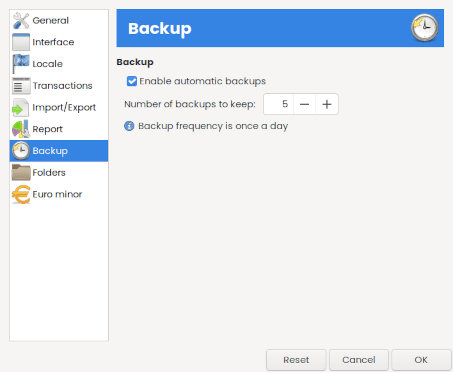 General
Interface
Locale
Transactions
Import/Export
Report
Backup
Folders
Euro minor
Backup
Backup
Enable automatic backups
Number of backups to keep: 5
Backup frequency is once a day
Reset Cancel OK